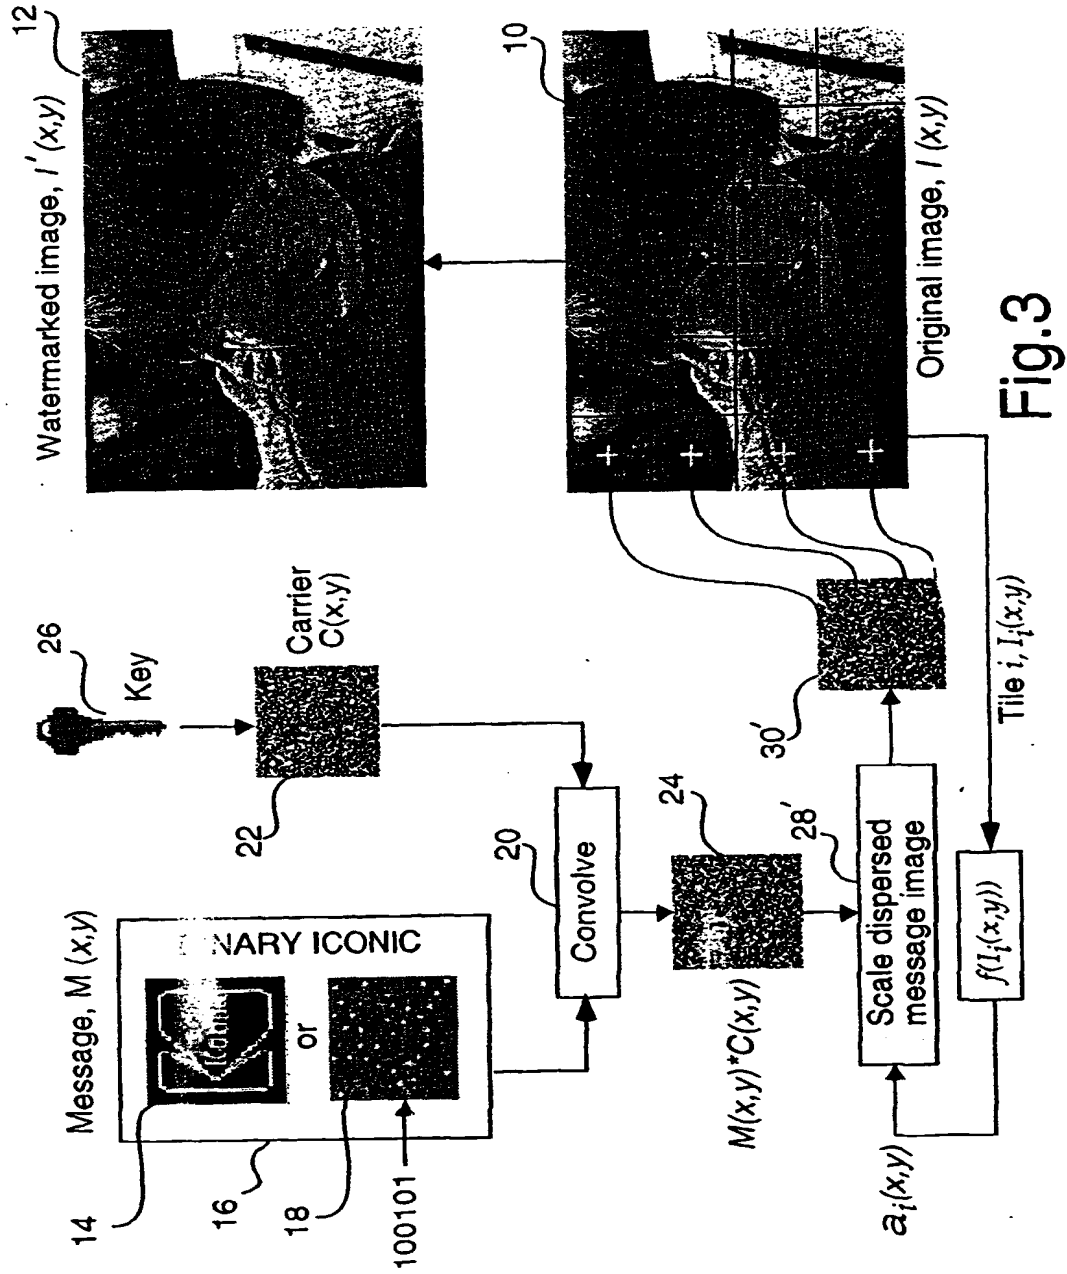 Message, M (x,y)
NARY ICONIC
or
14
16
18
100101
26
Key
Carrier
C(x,y)
22
20
Convolve
24
M(x,y)*C(x,y)
28'
Scale dispersed
message image
30'
a_i(x,y)
f(I_i(x,y))
Tile i, I_i(x,y)
Watermarked image, I' (x,y)
12
10
Original image, I (x,y)
Fig.3